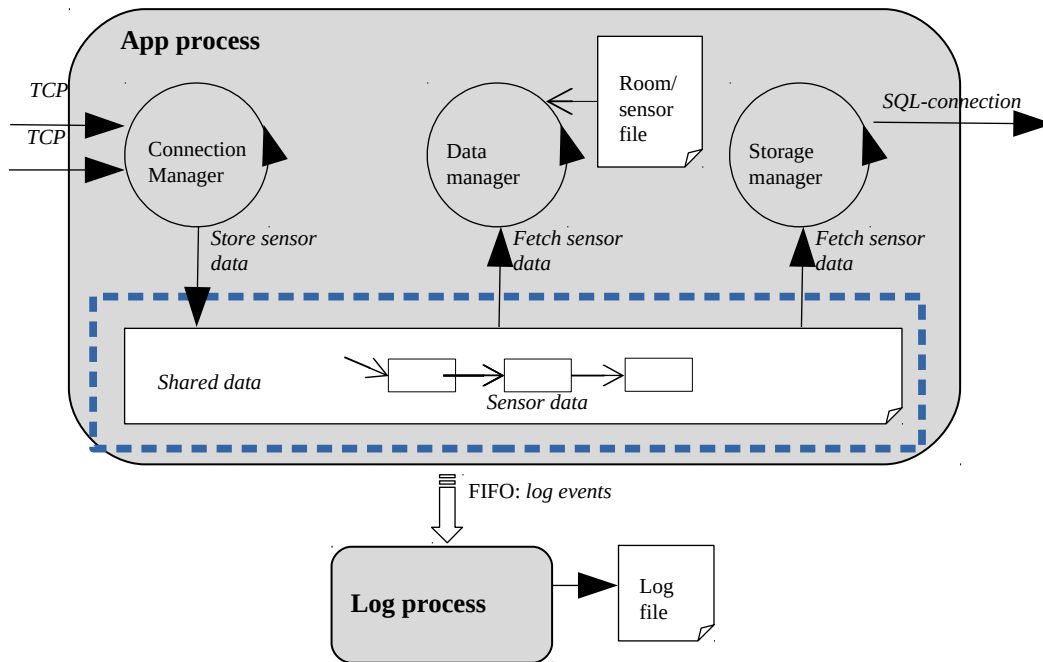 App process
TCP
TCP
Connection
Manager
Data
manager
Room/
sensor
file
Storage
manager
SQL-connection
Store sensor
data
Fetch sensor
data
Fetch sensor
data
Shared data
Sensor data
FIFO: log events
Log process
Log
file